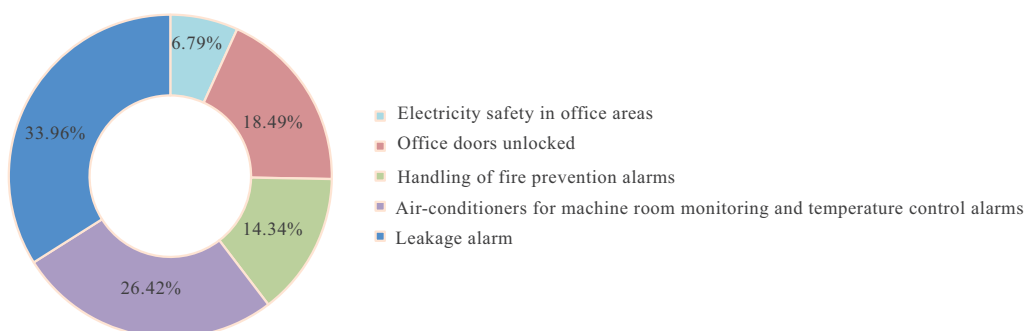 6.79%
18.49%
33.96%
14.34%
26.42%
Electricity safety in office areas
Office doors unlocked
Handling of fire prevention alarms
Air-conditioners for machine room monitoring and temperature control alarms
Leakage alarm